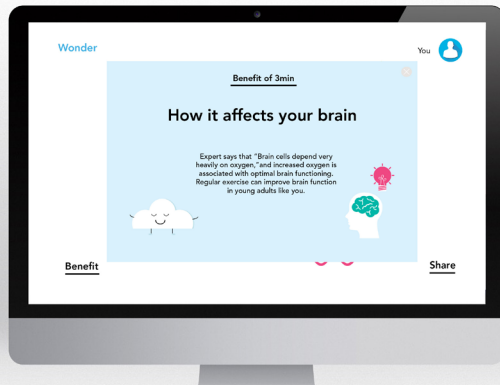 Wonder
You
Benefit of 3min
How it affects your brain
Expert says that "Brain cells depend very
heavily on oxygen,"and increased oxygen is
associated with optimal brain functioning.
Regular exercise can improve brain function
in young adults like you.
Benefit
Share